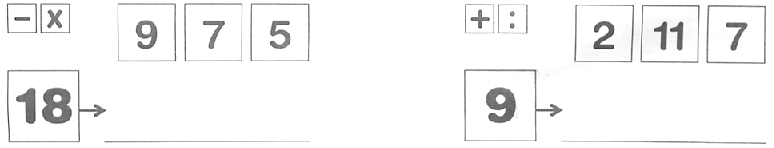 − x 9 7 5
18 →
+ : 2 11 7
9 →